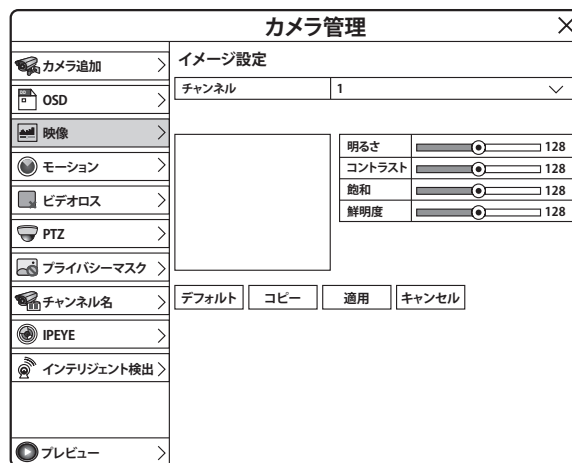 カメラ管理
カメラ追加
OSD
映像
モーション
ビデオロス
PTZ
プライバシーマスク
チャンネル名
IPEYE
インテリジェント検出
プレビュー
イメージ設定
チャンネル 1
明るさ 128
コントラスト 128
飽和 128
鮮明度 128
デフォルト コピー 適用 キャンセル